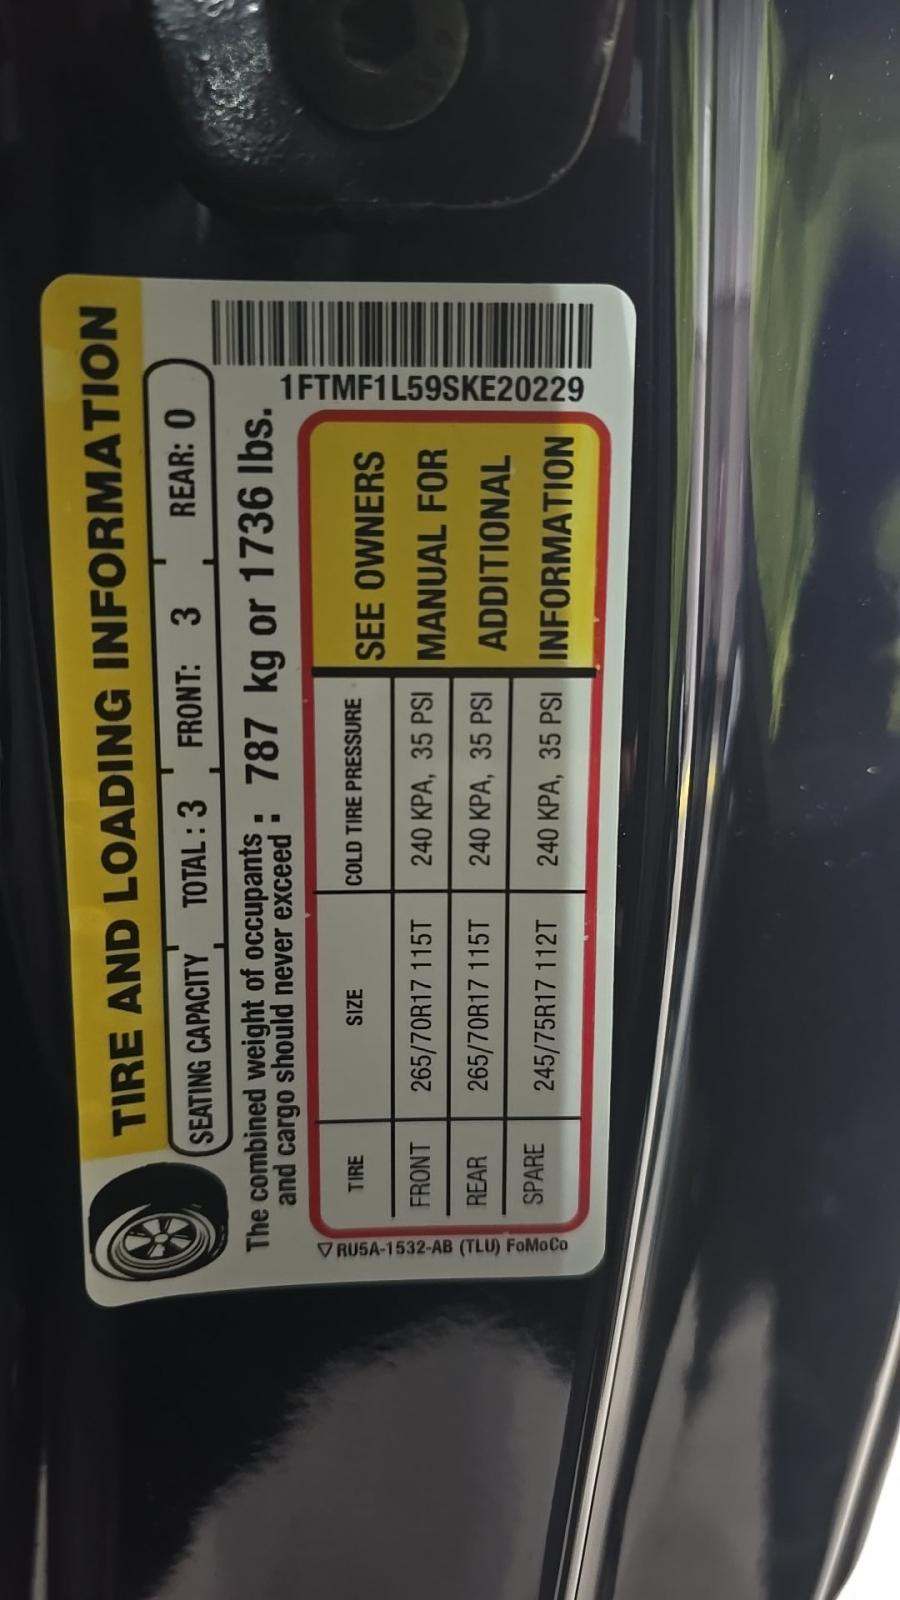 TIRE AND LOADING INFORMATION
SEATING CAPACITY TOTAL : 3 FRONT: 3 REAR: 0
The combined weight of occupants
and cargo should never exceed : 787 kg or 1736 lbs.
TIRE SIZE COLD TIRE PRESSURE
FRONT 265/70R17 115T 240 KPA, 35 PSI
REAR 265/70R17 115T 240 KPA, 35 PSI
SPARE 245/75R17 112T 240 KPA, 35 PSI
SEE OWNERS
MANUAL FOR
ADDITIONAL
INFORMATION
RU5A-1532-AB (TLU) FoMoCo
1FTMF1L59SKE20229